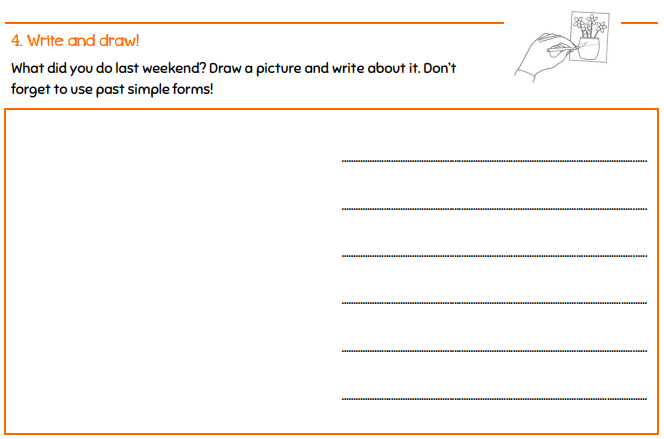 4. Write and draw!
What did you do last weekend? Draw a picture and write about it. Don't
forget to use past simple forms!